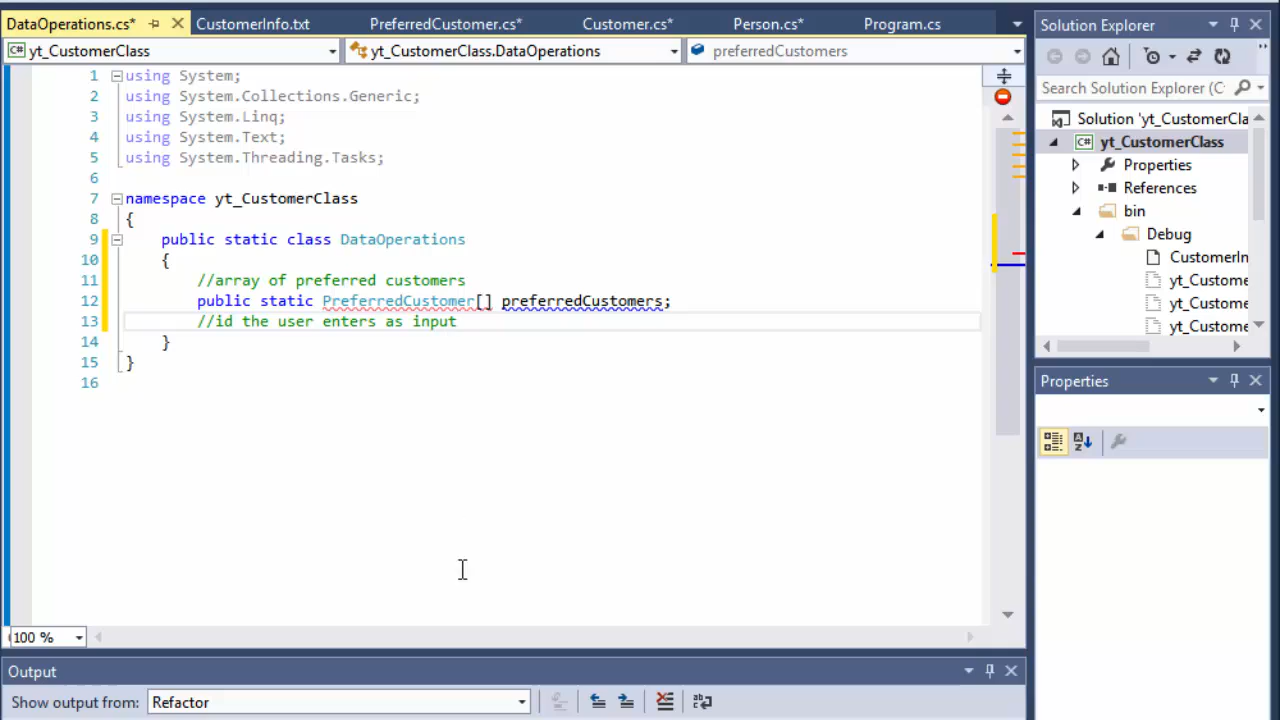 DataOperations.cs* CustomerInfo.txt PreferredCustomer.cs* Customer.cs* Person.cs* Program.cs
yt_CustomerClass yt_CustomerClass.DataOperations preferredCustomers
1 using System;
2 using System.Collections.Generic;
3 using System.Linq;
4 using System.Text;
5 using System.Threading.Tasks;
6
7 namespace yt_CustomerClass
8 {
9 public static class DataOperations
10 {
11 //array of preferred customers
12 public static PreferredCustomer[] preferredCustomers;
13 //id the user enters as input
14 }
15 }
16
100 %
Output
Show output from: Refactor
Solution Explorer
Search Solution Explorer (C
Solution 'yt_CustomerCla
C# yt_CustomerClass
Properties
References
bin
Debug
CustomerIn
yt_Custome
yt_Custome
yt_Custome
Properties